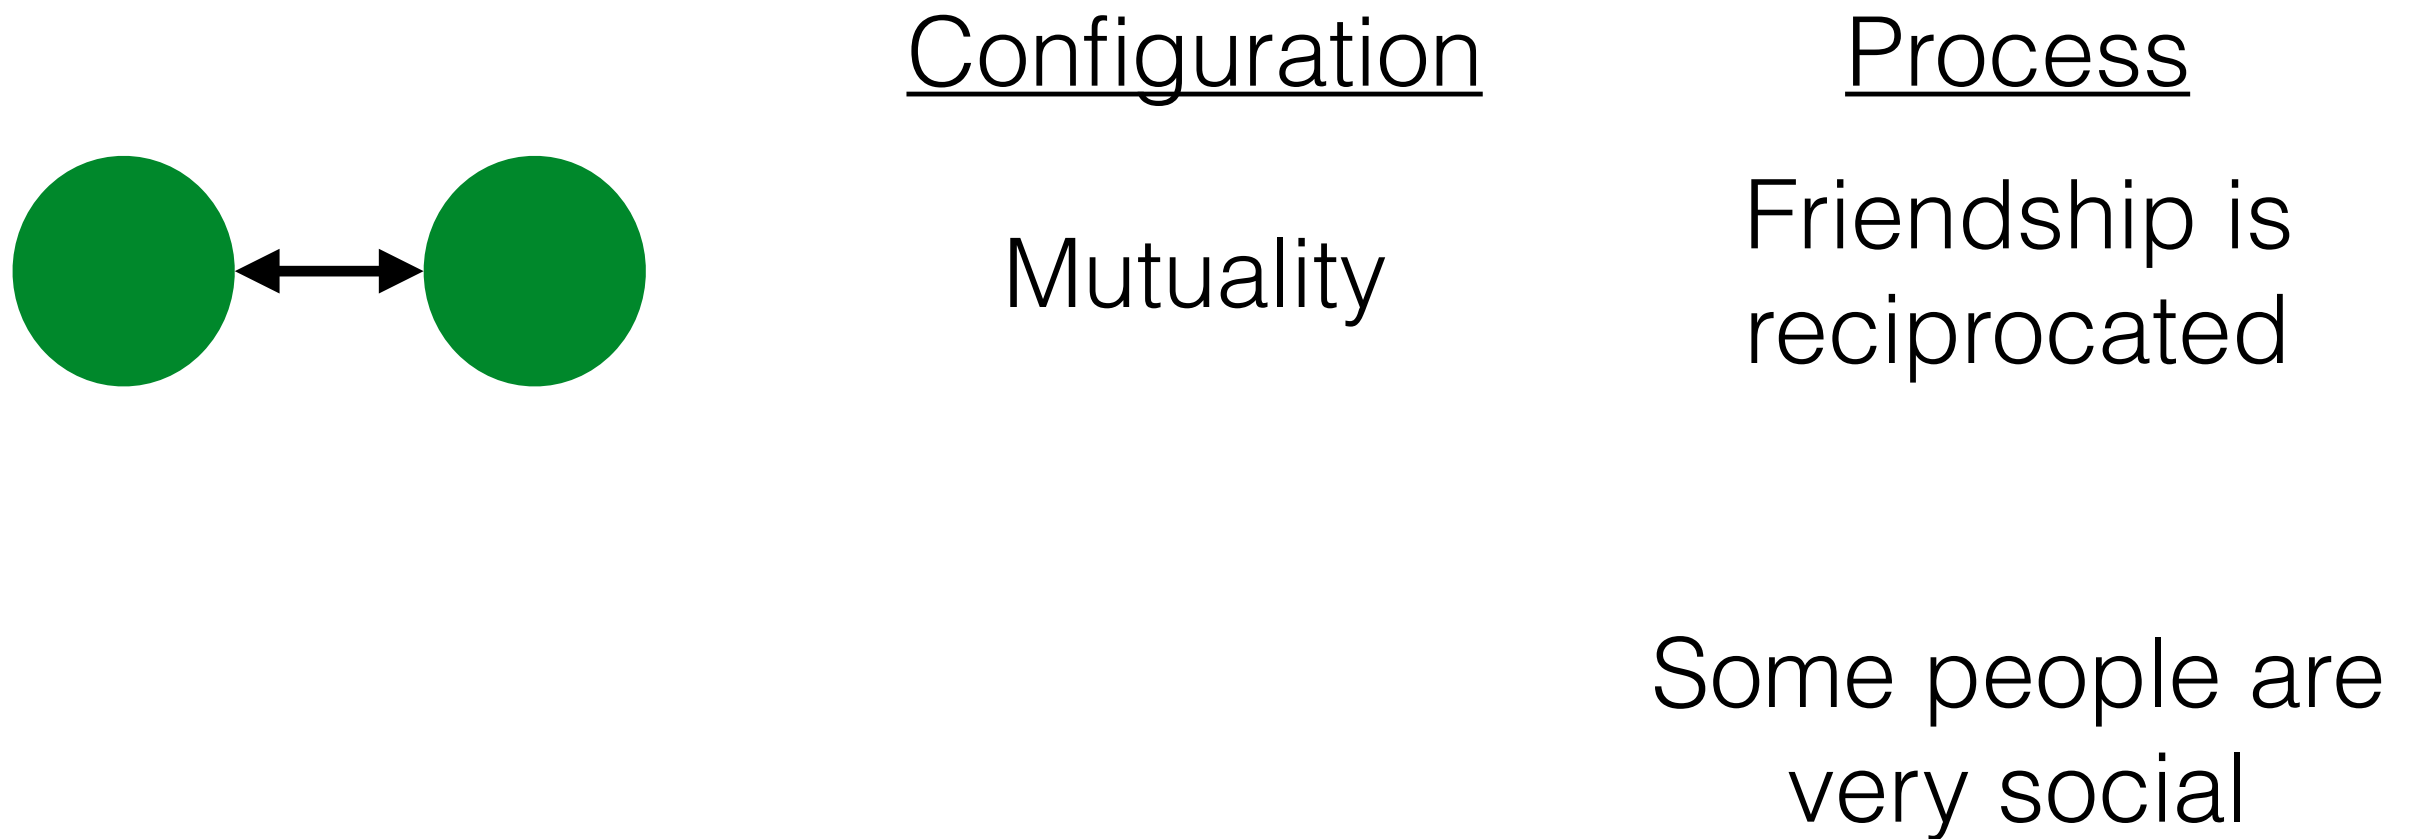 Configuration Process
Mutuality
Friendship is
reciprocated
Some people are
very social